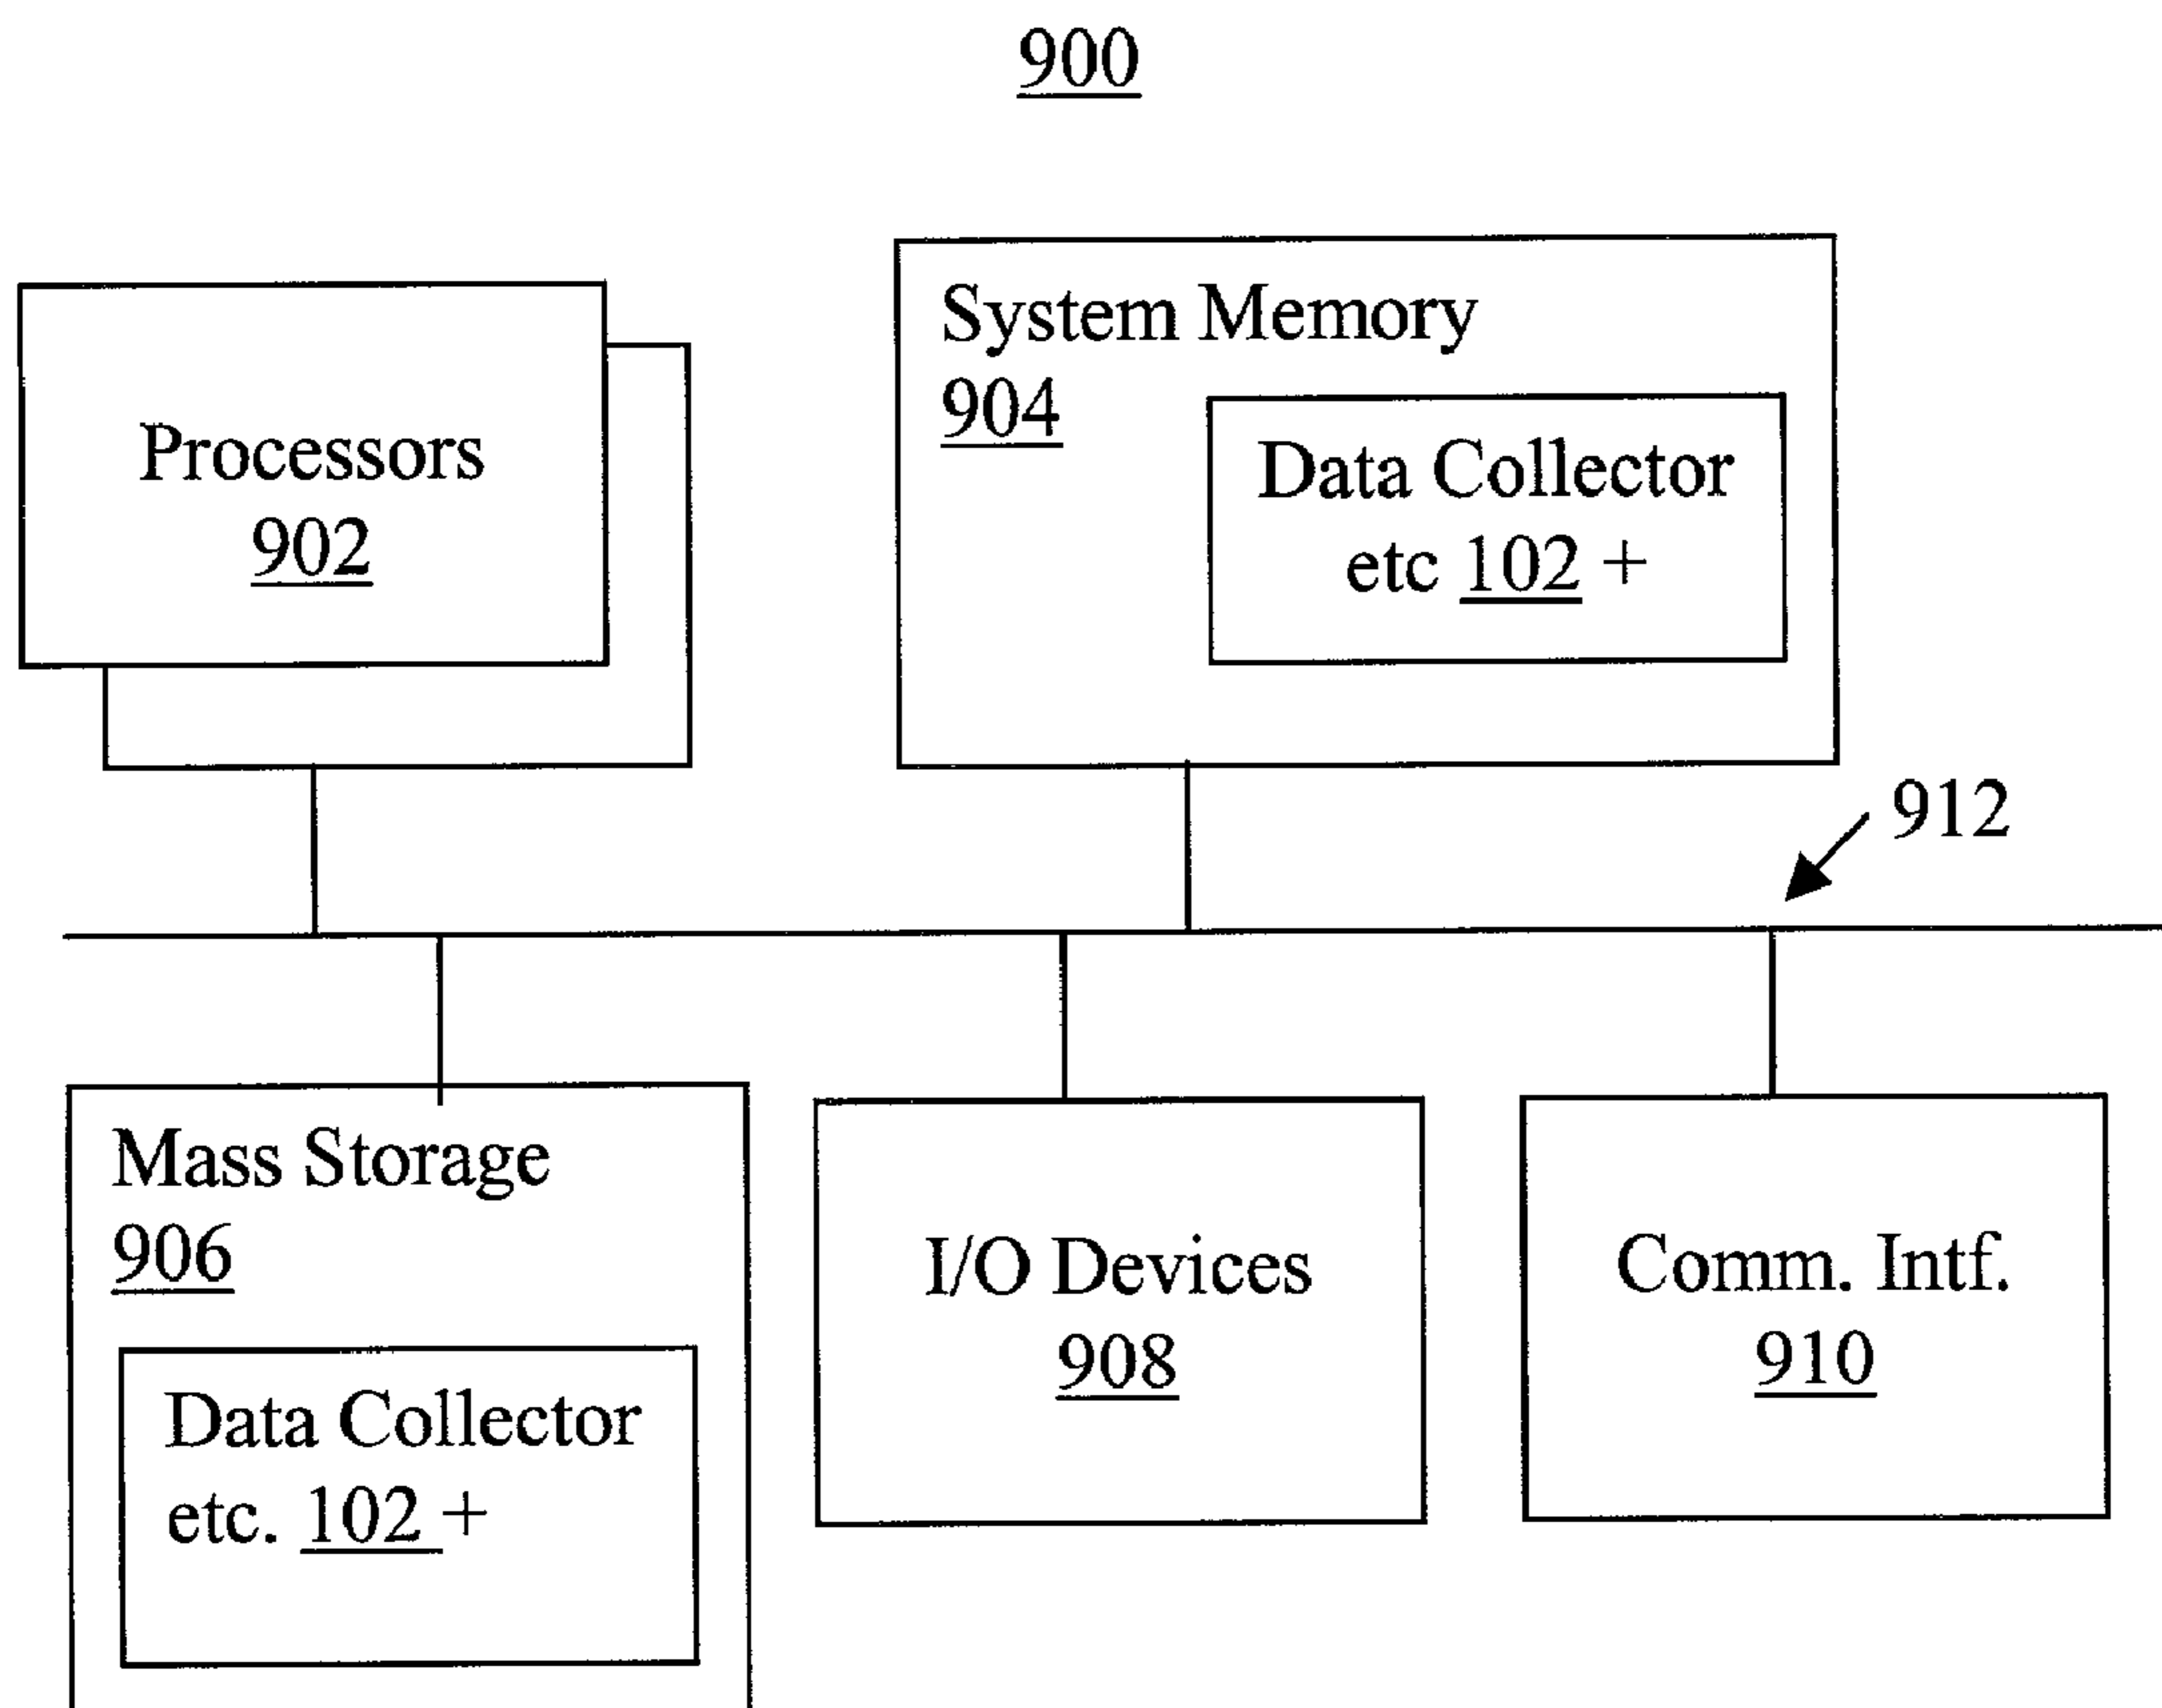 900
Processors
902
System Memory
904
Data Collector
etc 102 +
912
Mass Storage
906
Data Collector
etc. 102 +
I/O Devices
908
Comm. Intf.
910